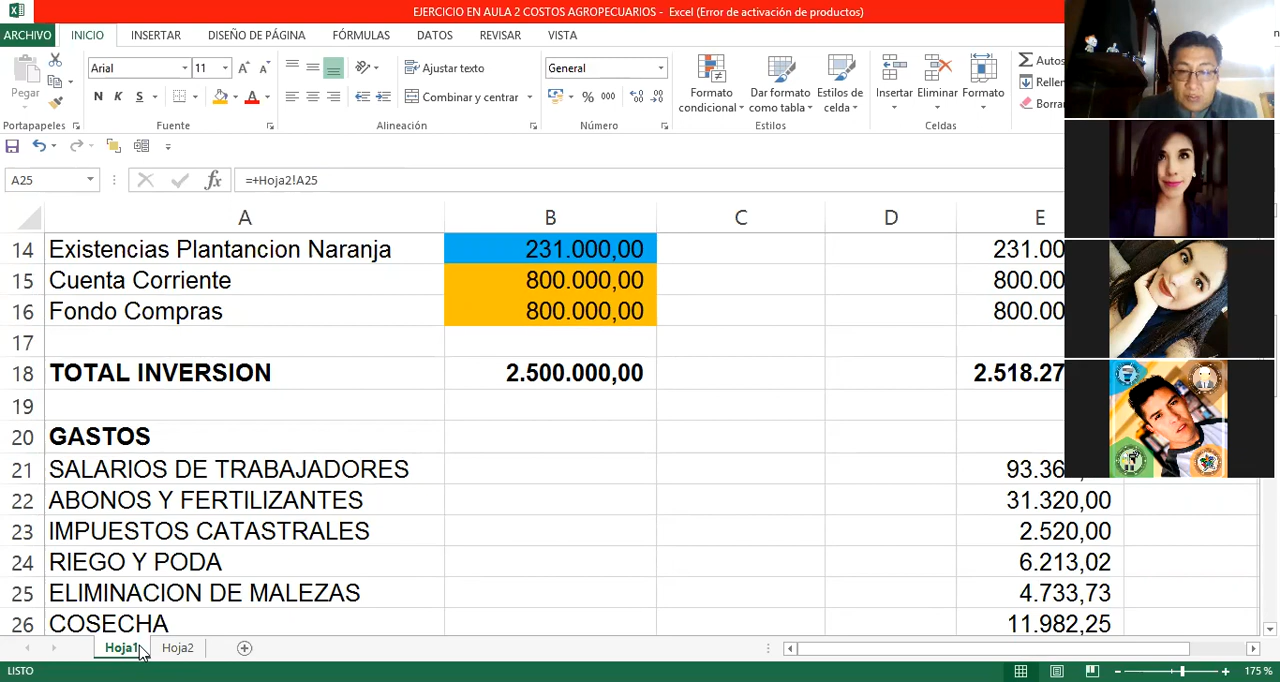 EJERCICIO EN AULA 2 COSTOS AGROPECUARIOS - Excel (Error de activación de productos)
ARCHIVO INICIO INSERTAR DISEÑO DE PÁGINA FÓRMULAS DATOS REVISAR VISTA
Pegar
Arial 11
N K S
Ajustar texto
Combinar y centrar
General
% 000
Formato condicional
Dar formato como tabla
Estilos de celda
Insertar
Eliminar
Formato
Autos
Rellen
Borra
Portapapeles Fuente Alineación Número Estilos Celdas
A25 fx =+Hoja2!A25
A B C D E
14 Existencias Plantancion Naranja 231.000,00 231.00
15 Cuenta Corriente 800.000,00 800.00
16 Fondo Compras 800.000,00 800.00
17
18 TOTAL INVERSION 2.500.000,00 2.518.27
19
20 GASTOS
21 SALARIOS DE TRABAJADORES 93.36
22 ABONOS Y FERTILIZANTES 31.320,00
23 IMPUESTOS CATASTRALES 2.520,00
24 RIEGO Y PODA 6.213,02
25 ELIMINACION DE MALEZAS 4.733,73
26 COSECHA 11.982,25
Hoja1 Hoja2
LISTO 175 %